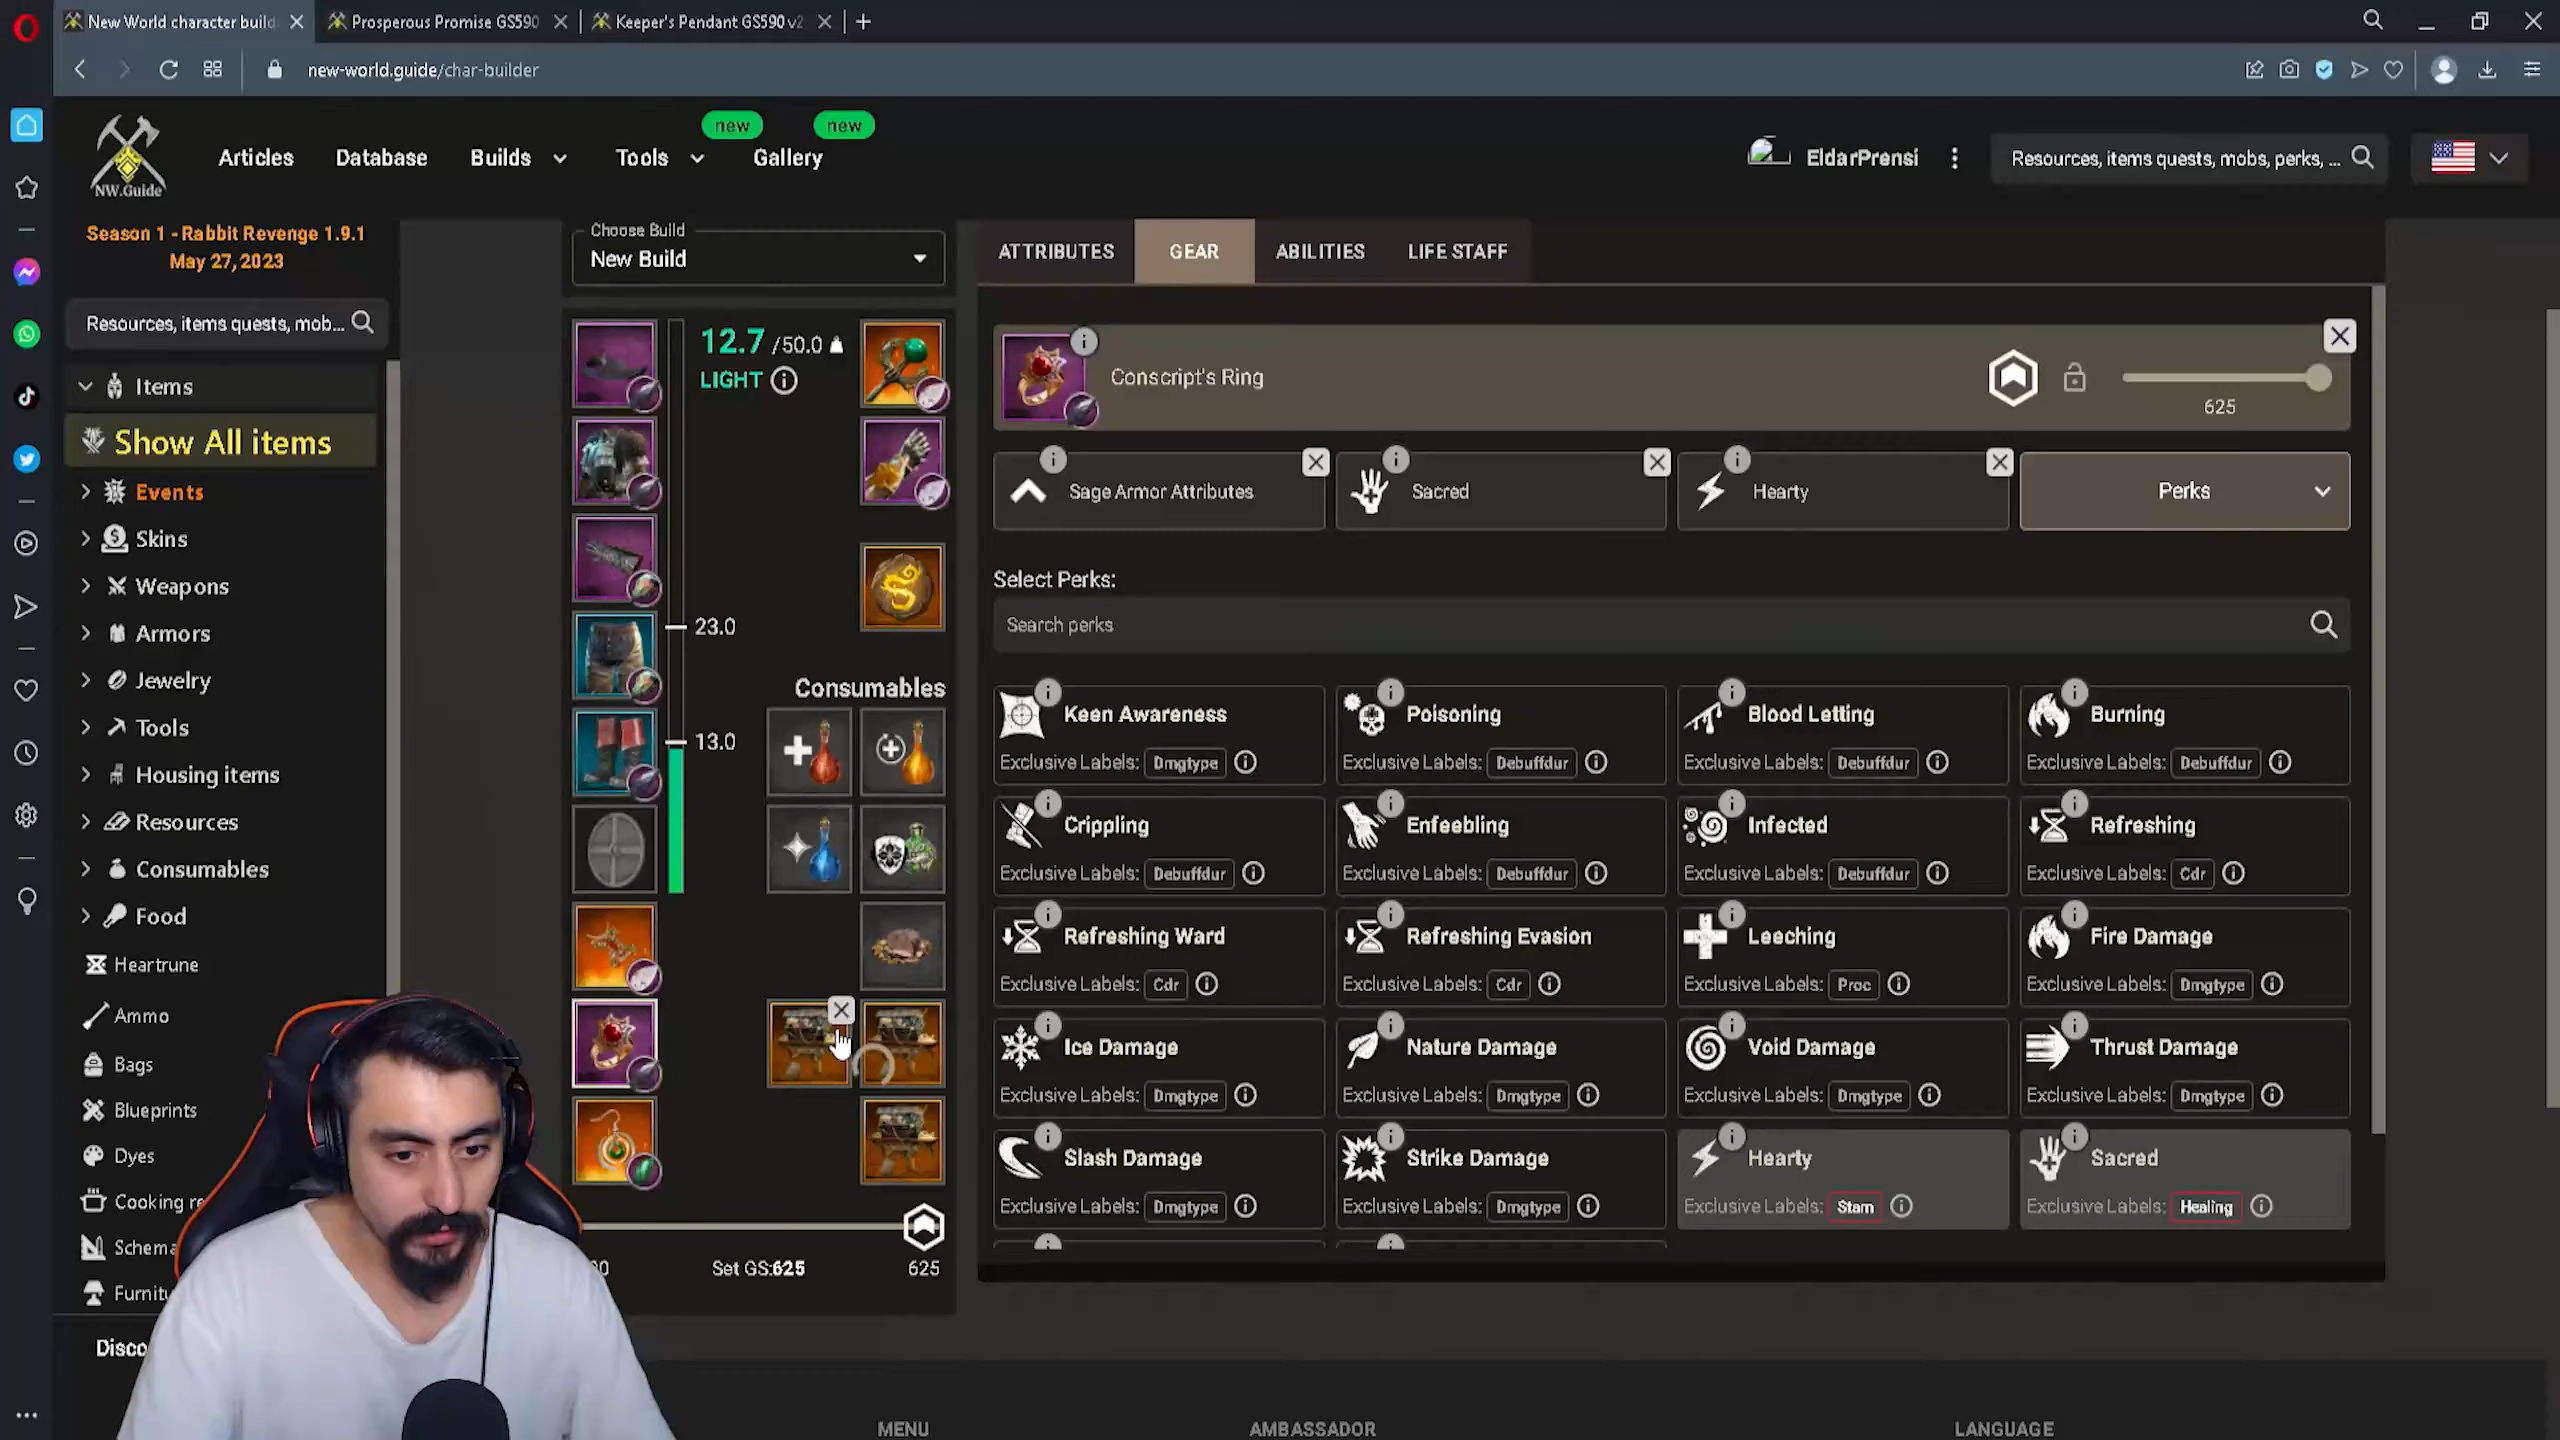 New World character build
Prosperous Promise GS590
Keeper's Pendant GS590 v2
new-world.guide/char-builder
NW.Guide
Articles
Database
Builds
Tools
new
Gallery
new
EldarPrensi
Resources, items quests, mobs, perks, ...
Season 1 - Rabbit Revenge 1.9.1
May 27, 2023
Resources, items quests, mob...
Items
Show All items
Events
Skins
Weapons
Armors
Jewelry
Tools
Housing items
Resources
Consumables
Food
Heartrune
Ammo
Bags
Blueprints
Dyes
Cooking re
Schema
Furnitu
Disco
Choose Build
New Build
12.7 /50.0
LIGHT
23.0
13.0
Consumables
Set GS:625
625
ATTRIBUTES
GEAR
ABILITIES
LIFE STAFF
Conscript's Ring
625
Sage Armor Attributes
Sacred
Hearty
Perks
Select Perks:
Search perks
Keen Awareness
Exclusive Labels: Dmgtype
Poisoning
Exclusive Labels: Debuffdur
Blood Letting
Exclusive Labels: Debuffdur
Burning
Exclusive Labels: Debuffdur
Crippling
Exclusive Labels: Debuffdur
Enfeebling
Exclusive Labels: Debuffdur
Infected
Exclusive Labels: Debuffdur
Refreshing
Exclusive Labels: Cdr
Refreshing Ward
Exclusive Labels: Cdr
Refreshing Evasion
Exclusive Labels: Cdr
Leeching
Exclusive Labels: Proc
Fire Damage
Exclusive Labels: Dmgtype
Ice Damage
Exclusive Labels: Dmgtype
Nature Damage
Exclusive Labels: Dmgtype
Void Damage
Exclusive Labels: Dmgtype
Thrust Damage
Exclusive Labels: Dmgtype
Slash Damage
Exclusive Labels: Dmgtype
Strike Damage
Exclusive Labels: Dmgtype
Hearty
Exclusive Labels: Stam
Sacred
Exclusive Labels: Healing
MENU
AMBASSADOR
LANGUAGE